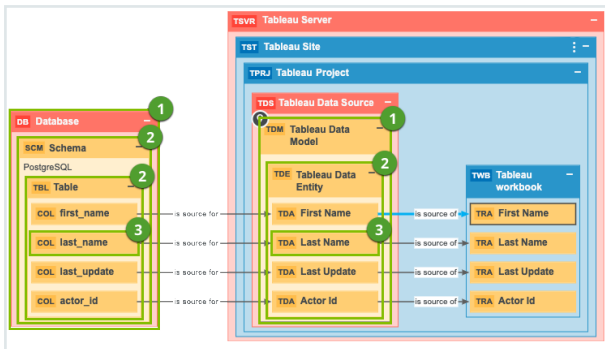 TSVR Tableau Server
TST Tableau Site
TPRJ Tableau Project
TDS Tableau Data Source
1
DB Database
2
SCM Schema
PostgreSQL
2
TBL Table
COL first_name
3
COL last_name
COL last_update
COL actor_id
is source for
is source for
is source for
is source for
1
TDM Tableau Data
Model
2
TDE Tableau Data
Entity
TDA First Name
3
TDA Last Name
TDA Last Update
TDA Actor Id
is source of
is source of
is source of
is source of
TWB Tableau
workbook
TRA First Name
TRA Last Name
TRA Last Update
TRA Actor Id